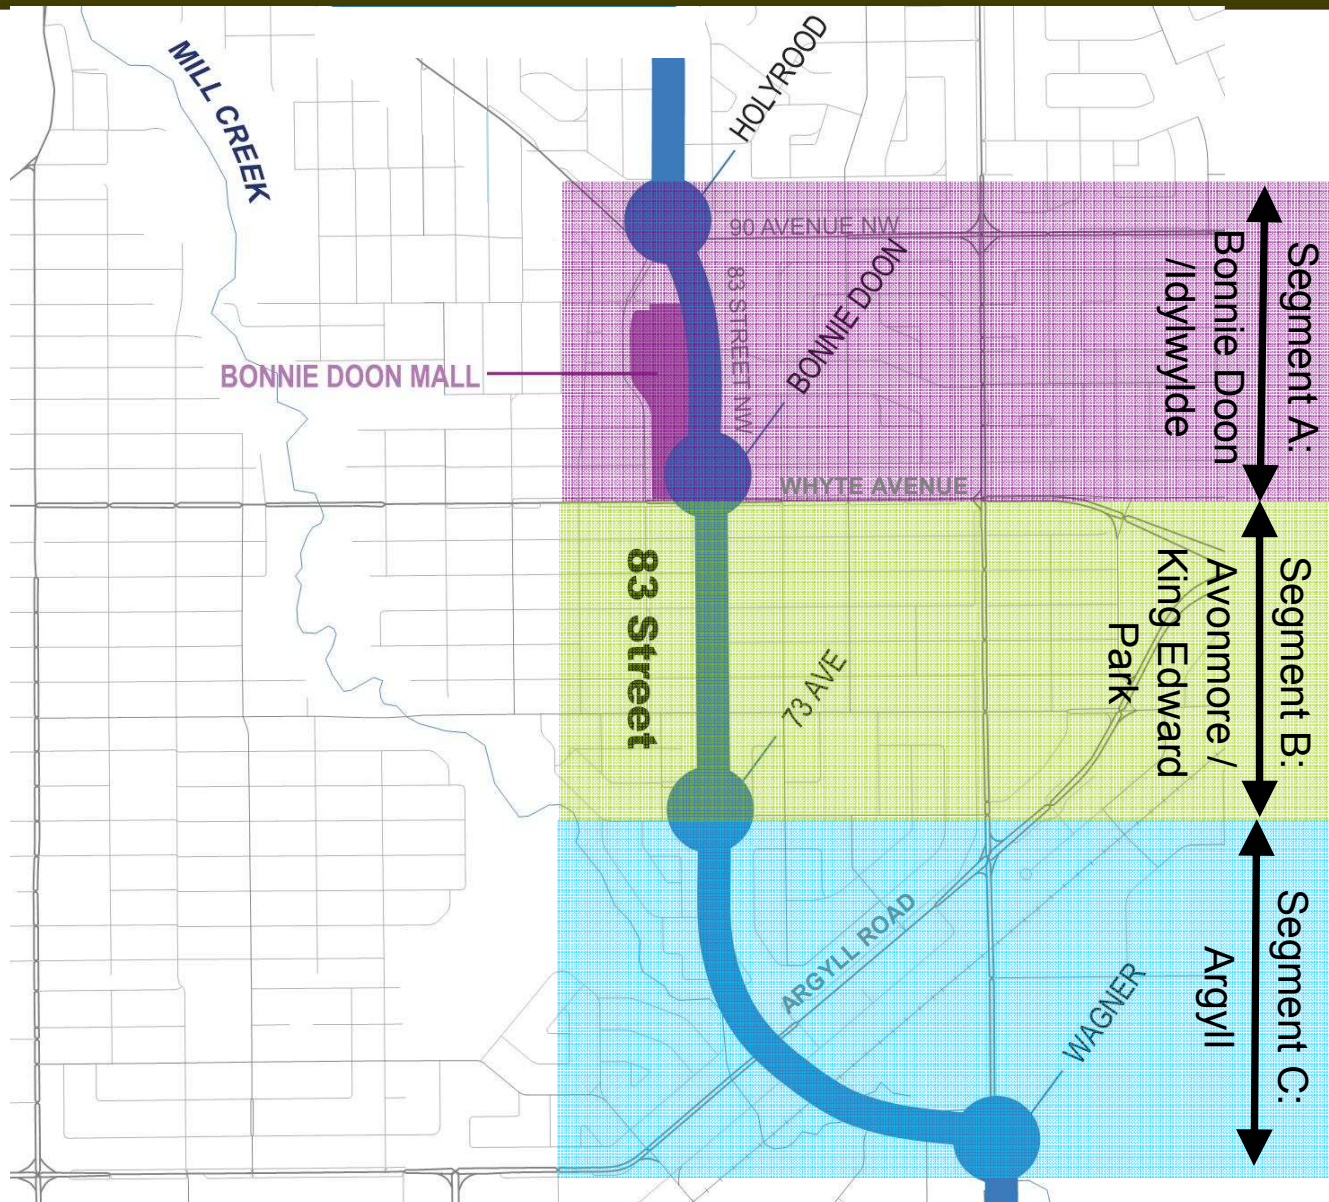 MILL CREEK
HOLYROOD
90 AVENUE NW
83 STREET NW
BONNIE DOON
BONNIE DOON MALL
WHYTE AVENUE
83 Street
73 AVE
ARGYLL ROAD
WAGNER
Segment A:
Bonnie Doon
/Idylwylde
Segment B:
Avonmore /
King Edward
Park
Segment C:
Argyll